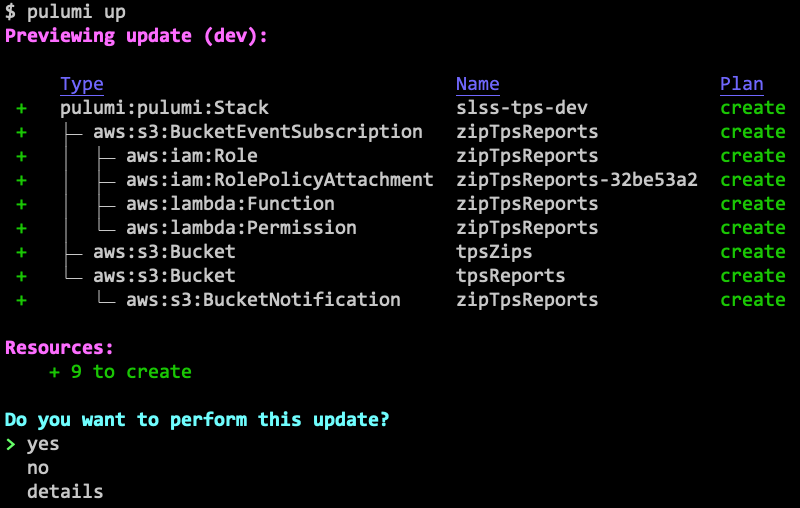 $ pulumi up
Previewing update (dev):
Type Name Plan
+ pulumi:pulumi:Stack slss-tps-dev create
+ ├─ aws:s3:BucketEventSubscription zipTpsReports create
+ │ ├─ aws:iam:Role zipTpsReports create
+ │ ├─ aws:iam:RolePolicyAttachment zipTpsReports-32be53a2 create
+ │ ├─ aws:lambda:Function zipTpsReports create
+ │ └─ aws:lambda:Permission zipTpsReports create
+ ├─ aws:s3:Bucket tpsZips create
+ └─ aws:s3:Bucket tpsReports create
+ └─ aws:s3:BucketNotification zipTpsReports create
Resources:
+ 9 to create
Do you want to perform this update?
> yes
no
details